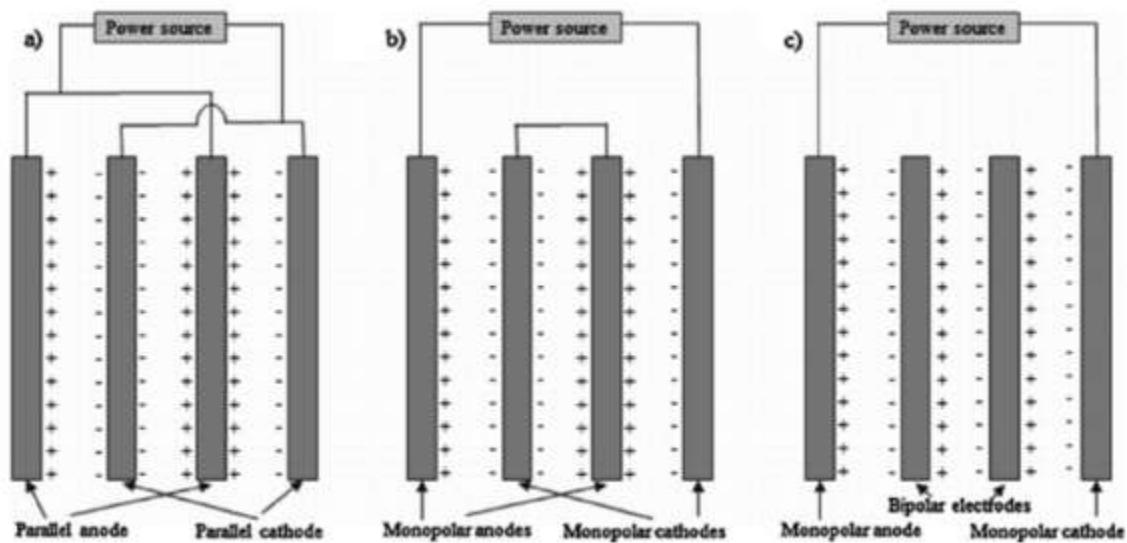 a)
Power source
Parallel anode
Parallel cathode
b)
Power source
Monopolar anodes
Monopolar cathodes
c)
Power source
Bipolar electrodes
Monopolar anode
Monopolar cathode